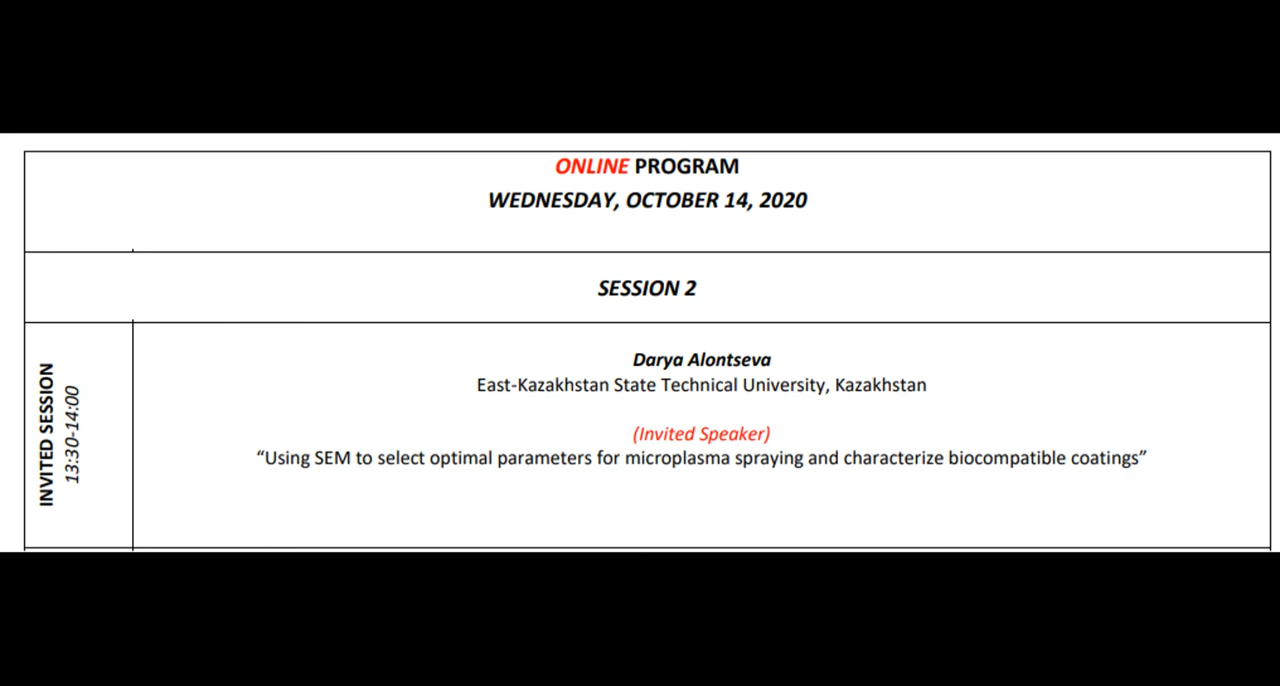 ONLINE PROGRAM
WEDNESDAY, OCTOBER 14, 2020
SESSION 2
INVITED SESSION
13:30-14:00
Darya Alontseva
East-Kazakhstan State Technical University, Kazakhstan
(Invited Speaker)
“Using SEM to select optimal parameters for microplasma spraying and characterize biocompatible coatings”